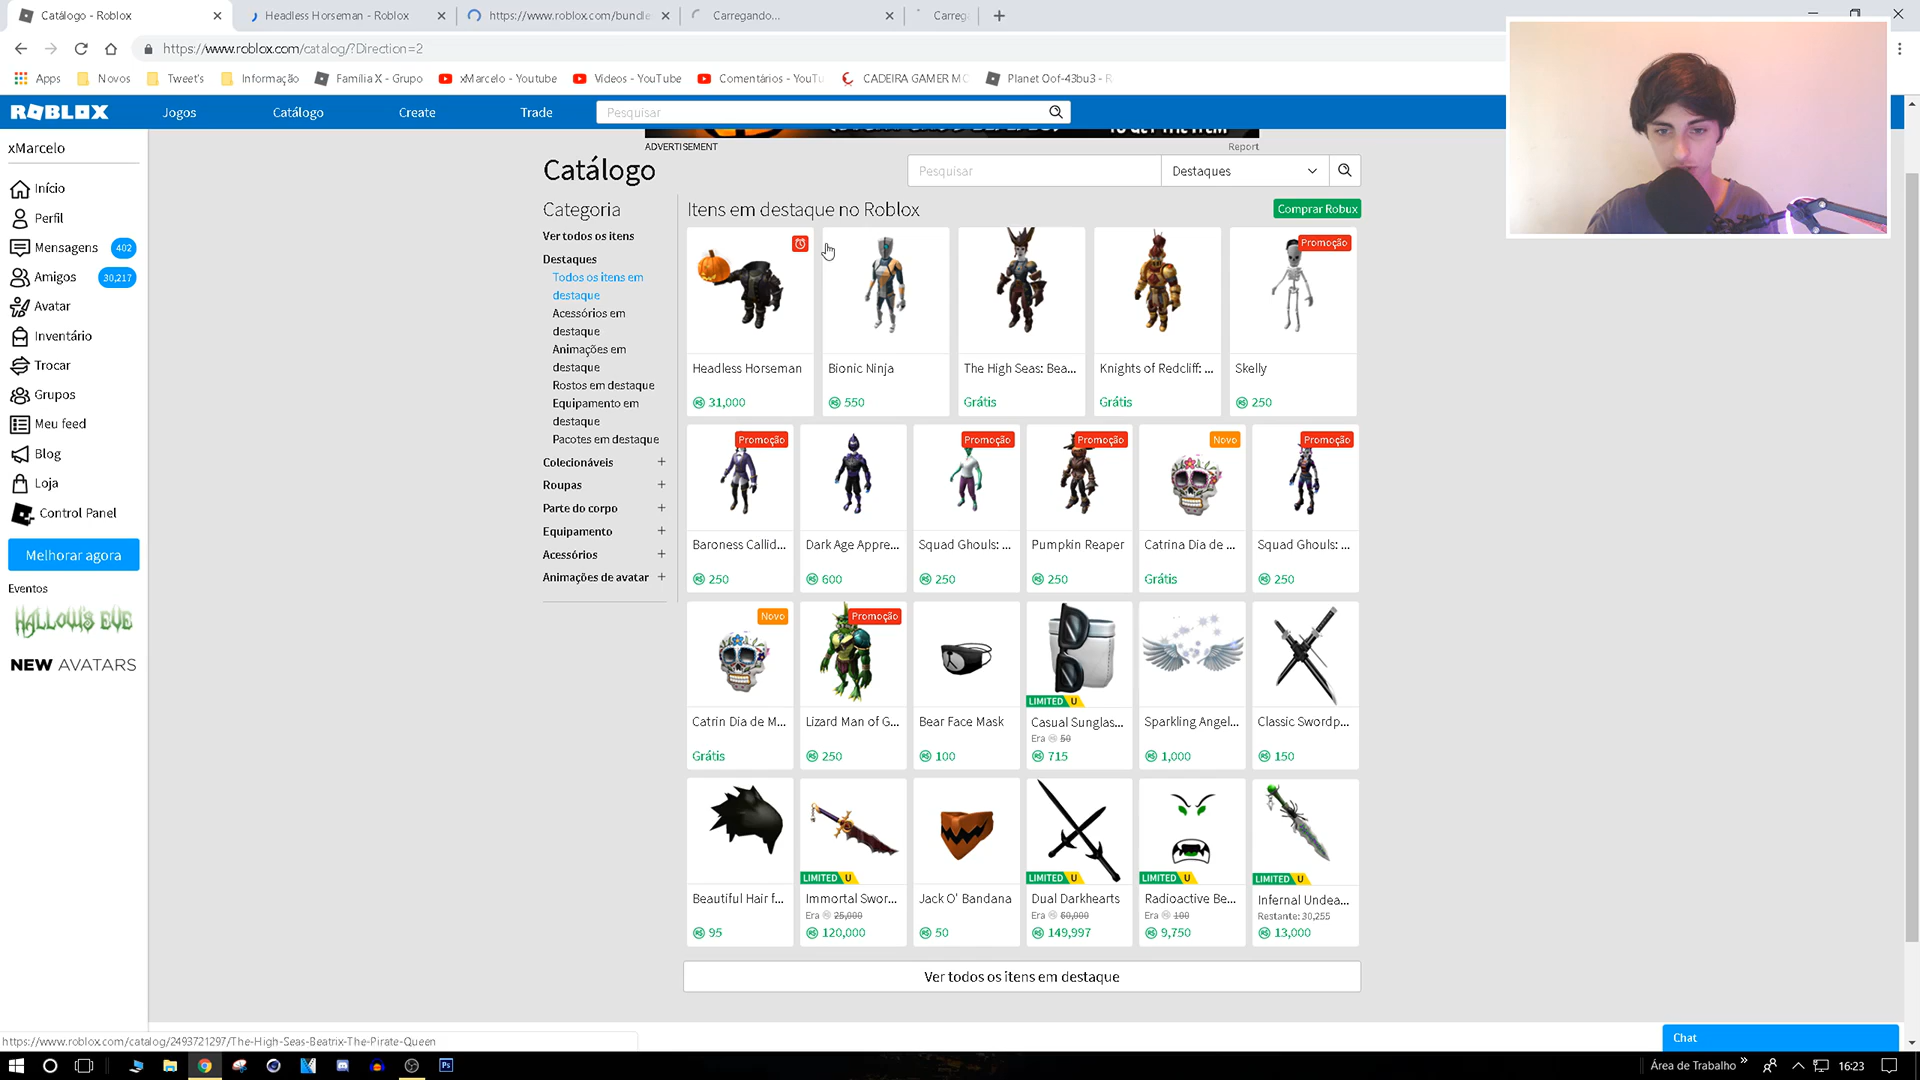 Catálogo - Roblox
Headless Horseman - Roblox
https://www.roblox.com/bundle
Carregando...
Carreg
https://www.roblox.com/catalog/?Direction=2
Apps
Novos
Tweet's
Informação
Família X - Grupo
xMarcelo - Youtube
Videos - YouTube
Comentários - YouTu
CADEIRA GAMER MO
Planet Oof-43bu3 - R
ROBLOX
Jogos
Catálogo
Create
Trade
Pesquisar
TO GET THE ITEM
ADVERTISEMENT
Report
xMarcelo
Início
Perfil
Mensagens 402
Amigos 30,217
Avatar
Inventário
Trocar
Grupos
Meu feed
Blog
Loja
Control Panel
Melhorar agora
Eventos
HALLOW'S EVE
NEW AVATARS
Catálogo
Pesquisar
Destaques
Categoria
Ver todos os itens
Destaques
Todos os itens em
destaque
Acessórios em
destaque
Animações em
destaque
Rostos em destaque
Equipamento em
destaque
Pacotes em destaque
Colecionáveis +
Roupas +
Parte do corpo +
Equipamento +
Acessórios +
Animações de avatar +
Itens em destaque no Roblox
Comprar Robux
Headless Horseman
R$ 31,000
Bionic Ninja
R$ 550
The High Seas: Bea...
Grátis
Knights of Redcliff: ...
Grátis
Promoção
Skelly
R$ 250
Promoção
Baroness Callid...
R$ 250
Dark Age Appre...
R$ 600
Promoção
Squad Ghouls: ...
R$ 250
Promoção
Pumpkin Reaper
R$ 250
Novo
Catrina Dia de ...
Grátis
Promoção
Squad Ghouls: ...
R$ 250
Novo
Catrin Dia de M...
Grátis
Promoção
Lizard Man of G...
R$ 250
Bear Face Mask
R$ 100
LIMITED U
Casual Sunglas...
Era R$ 50
R$ 715
Sparkling Angel...
R$ 1,000
Classic Swordp...
R$ 150
Beautiful Hair f...
R$ 95
LIMITED U
Immortal Swor...
Era R$ 25,000
R$ 120,000
Jack O' Bandana
R$ 50
LIMITED U
Dual Darkhearts
Era R$ 60,000
R$ 149,997
LIMITED U
Radioactive Be...
Era R$ 100
R$ 9,750
LIMITED U
Infernal Undea...
Restante: 30,255
R$ 13,000
Ver todos os itens em destaque
https://www.roblox.com/catalog/2493721297/The-High-Seas-Beatrix-The-Pirate-Queen
Chat
Ps
Área de Trabalho
16:23